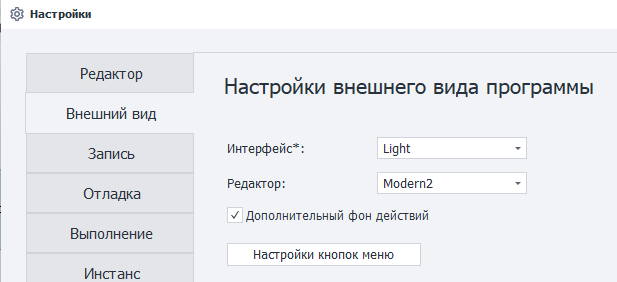 Настройки
Редактор
Внешний вид
Запись
Отладка
Выполнение
Инстанс
Настройки внешнего вида программы
Интерфейс*: Light
Редактор: Modern2
Дополнительный фон действий
Настройки кнопок меню